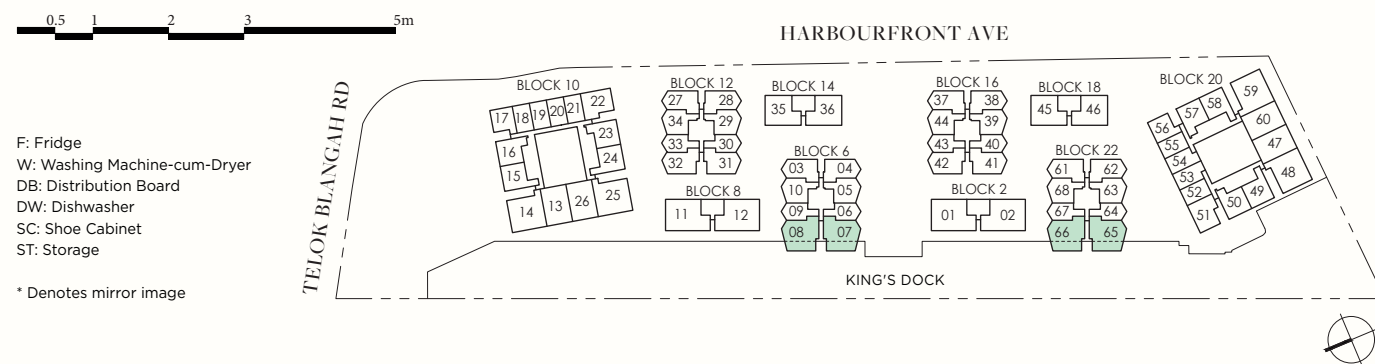 0.5 1 2 3 5m
HARBOURFRONT AVE
TELOK BLANGAH RD
F: Fridge
W: Washing Machine-cum-Dryer
DB: Distribution Board
DW: Dishwasher
SC: Shoe Cabinet
ST: Storage
* Denotes mirror image
BLOCK 10
17 18 19 20 21 22
16 23
15 24
14 13 26 25
BLOCK 12
27 28
34 29
33 30
32 31
BLOCK 14
35 36
BLOCK 8
11 12
BLOCK 6
03 04
10 05
09 06
08 07
BLOCK 16
37 38
44 39
43 40
42 41
BLOCK 18
45 46
BLOCK 2
01 02
BLOCK 22
61 62
68 63
67 64
66 65
BLOCK 20
56 57 58 59
55 60
54 47
53 48
52 49
51 50
KING'S DOCK